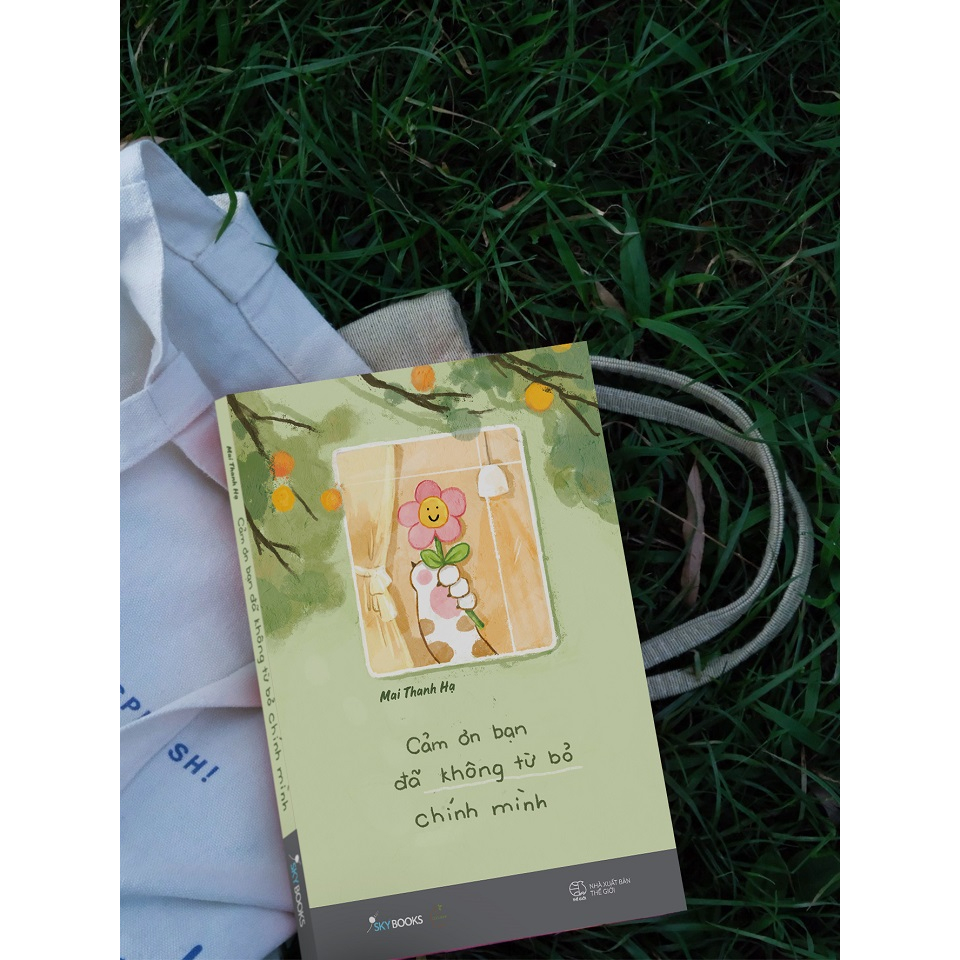 Mai Thanh Hạ
Cảm ơn bạn
đã không từ bỏ
chính mình
SKYBOOKS
NHÀ XUẤT BẢN
THẾ GIỚI
Mai Thanh Hạ Cảm ơn bạn đã không từ bỏ chính mình SKYBOOKS
SH!